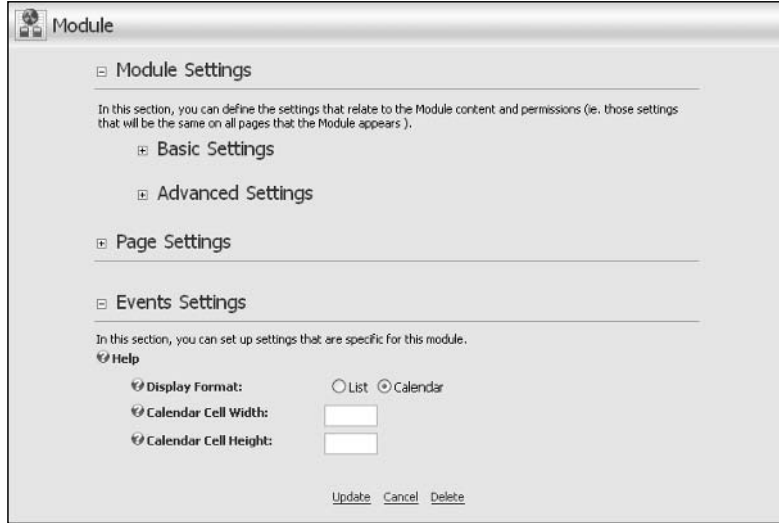 Module
Module Settings
In this section, you can define the settings that relate to the Module content and permissions (ie. those settings
that will be the same on all pages that the Module appears ).
Basic Settings
Advanced Settings
Page Settings
Events Settings
In this section, you can set up settings that are specific for this module.
Help
Display Format: List Calendar
Calendar Cell Width:
Calendar Cell Height:
Update Cancel Delete